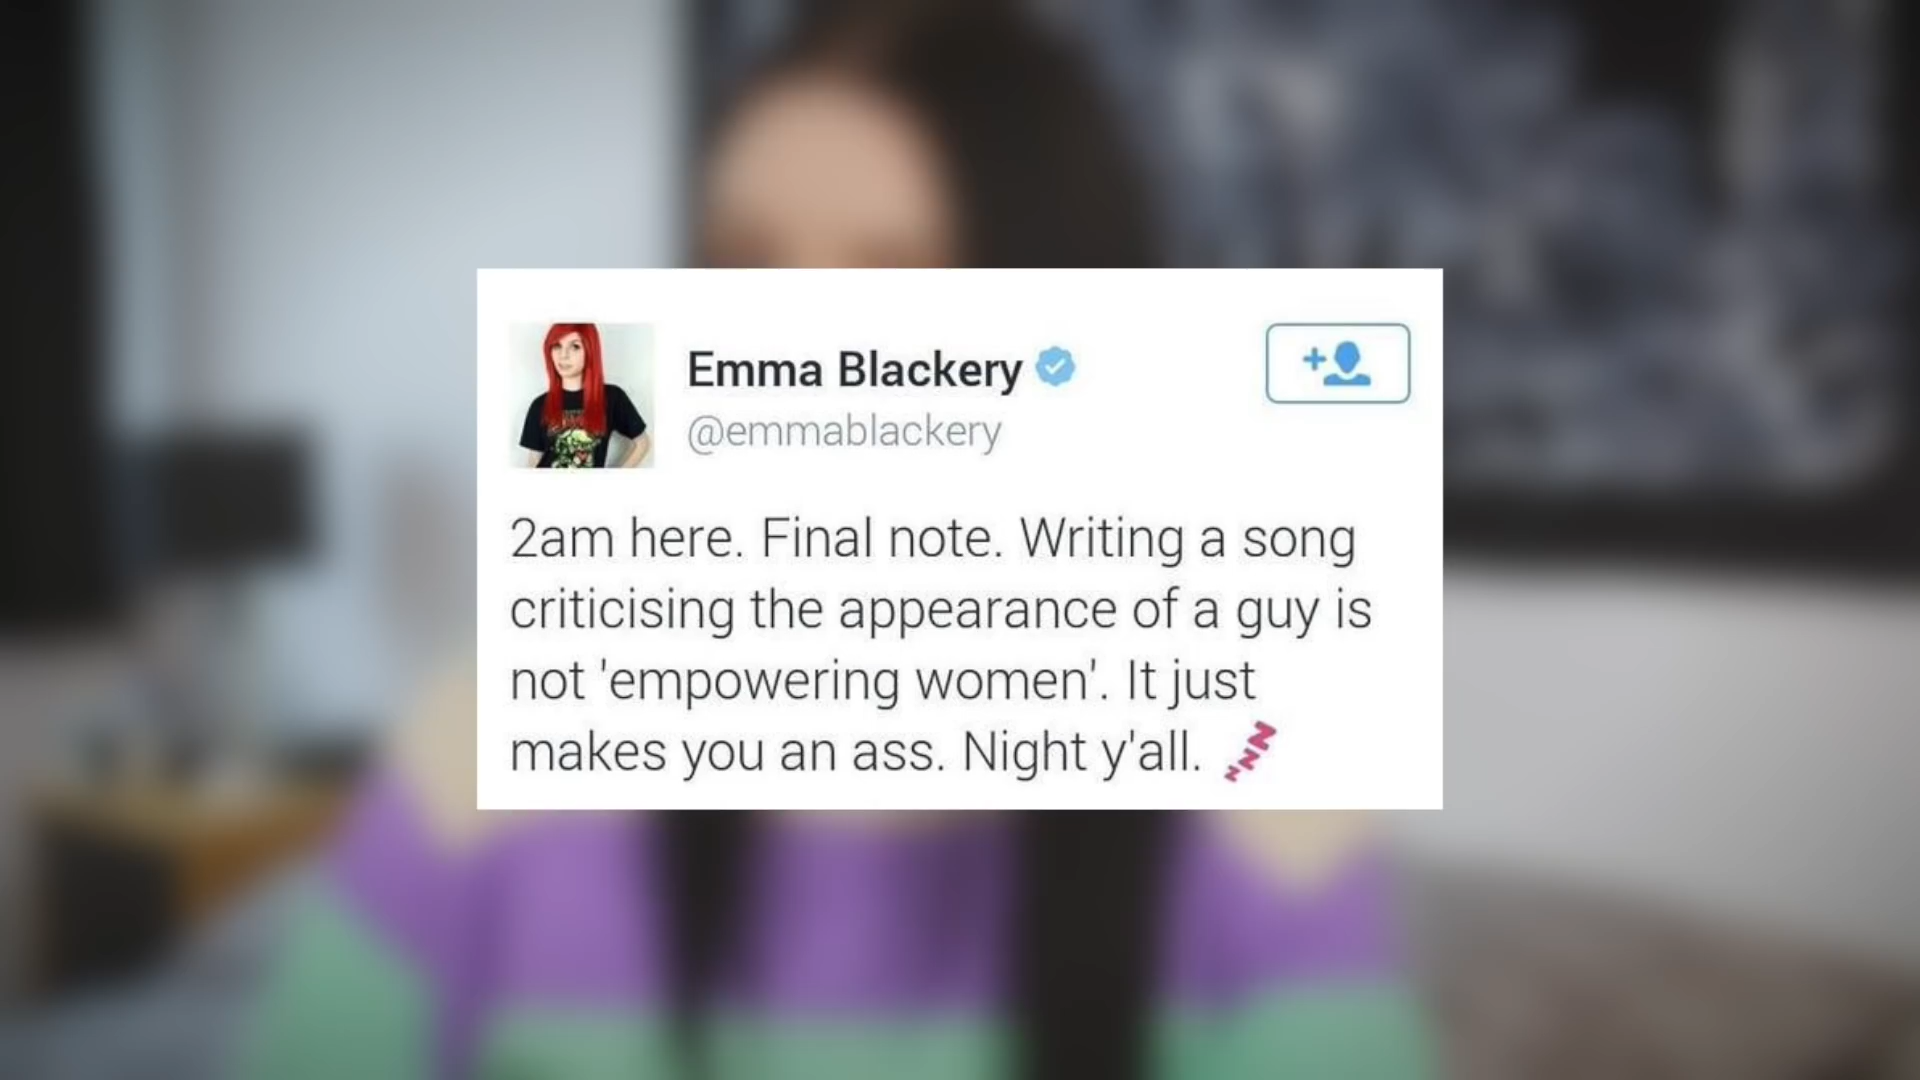 Emma Blackery
@emmablackery
2am here. Final note. Writing a song
criticising the appearance of a guy is
not 'empowering women'. It just
makes you an ass. Night y'all.